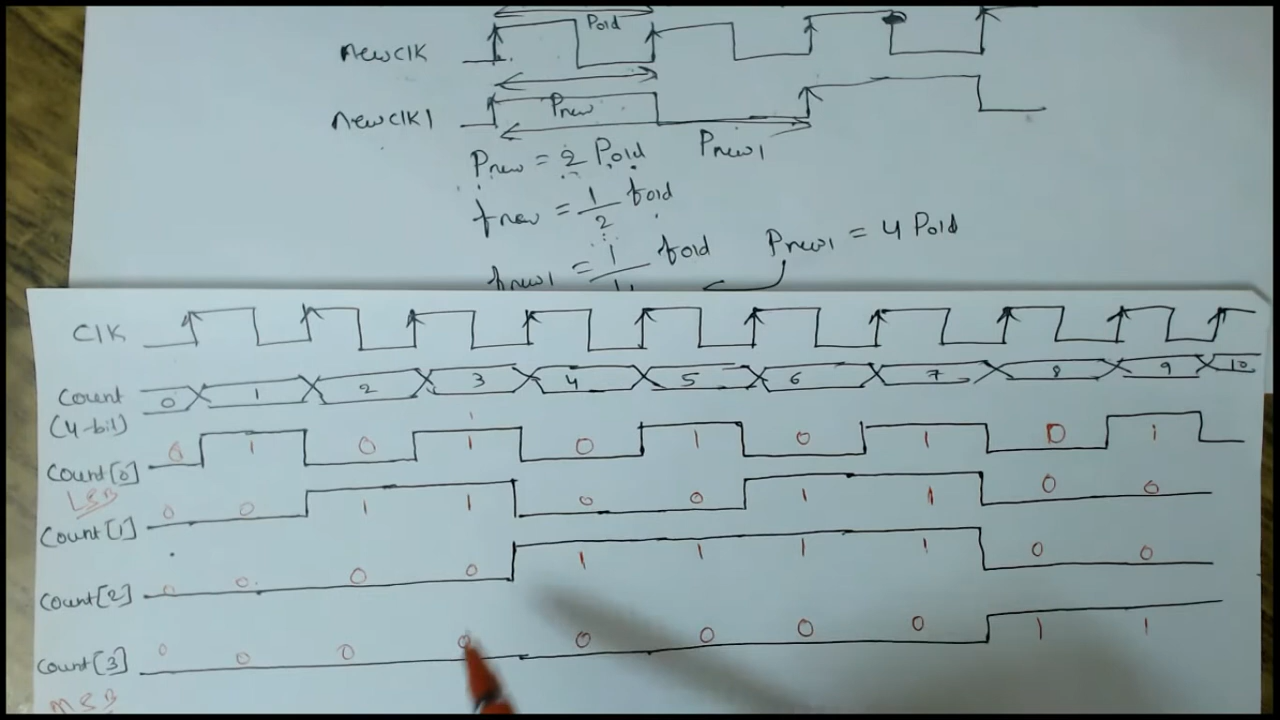 Pold
newclk
Pnew
newclk1
Pnew = 2 Pold
Pnew1
fnew = 1/2 fold
Pnew1 = 4 Pold
fnew1 = 1/ fold
Clk
Count 0 1 2 3 4 5 6 7 8 9 10
(4-bit)
1
Count[0] 0 1 0 1 0 1 0 1 0 1
LSB
Count[1] 0 0 1 1 0 0 1 1 0 0
Count[2] 0 0 0 0 1 1 1 1 0 0
Count[3] 0 0 0 0 0 0 0 0 1 1
MSB